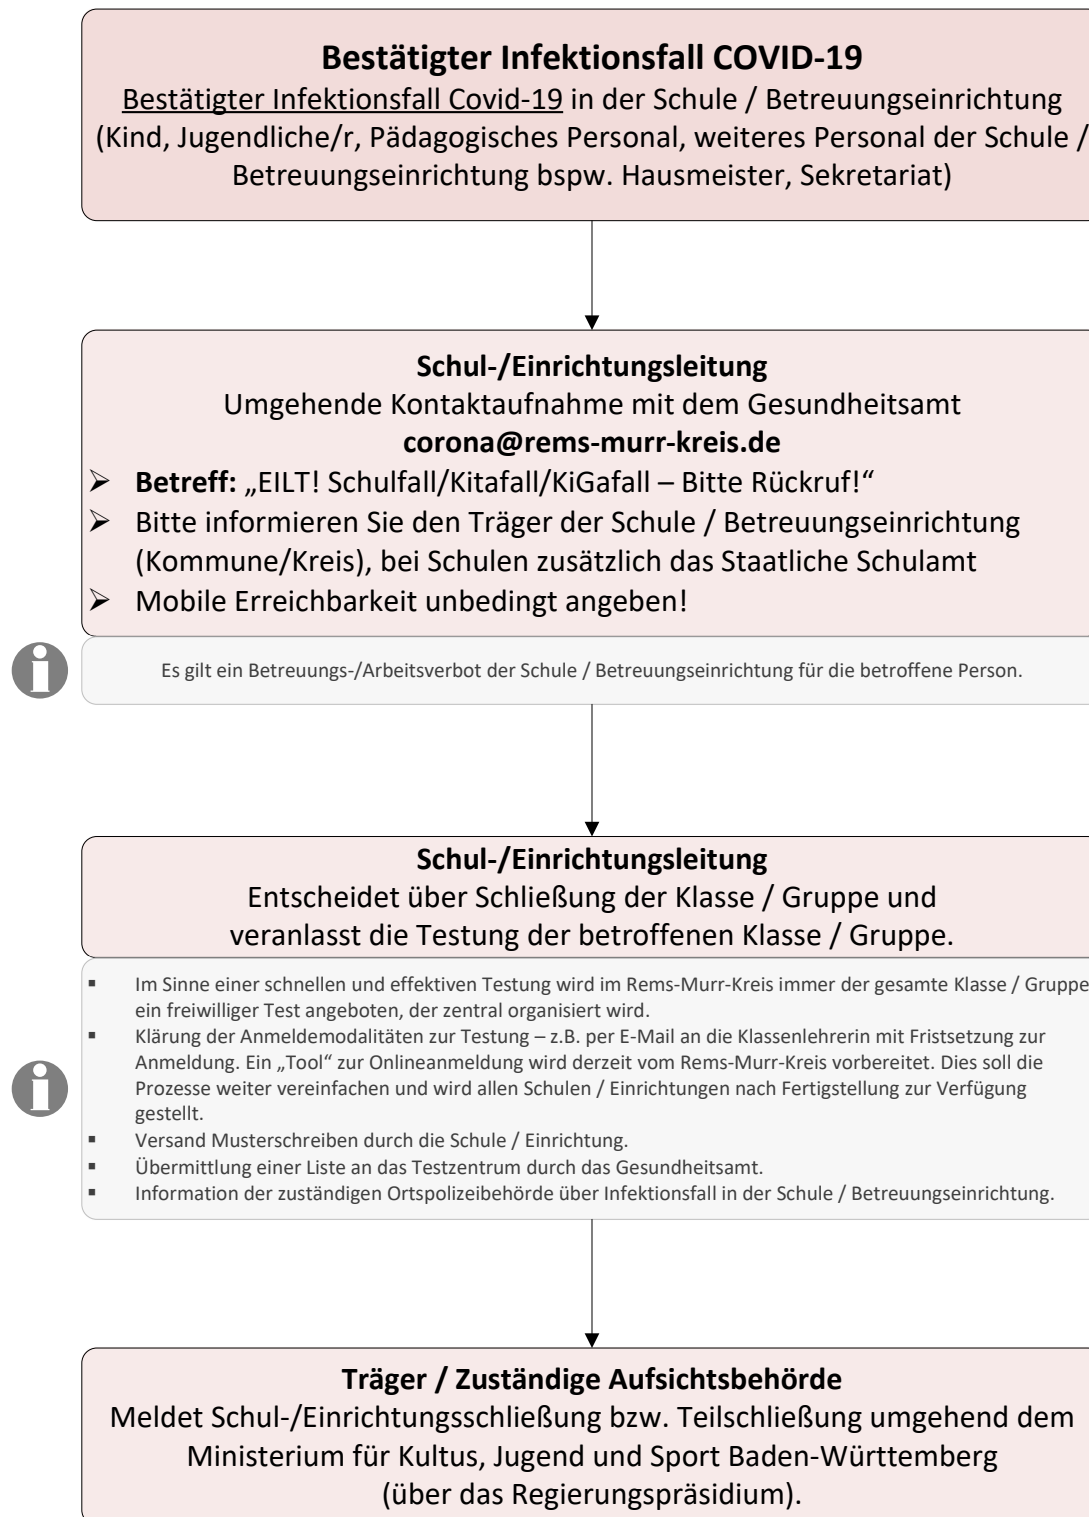 Bestätigter Infektionsfall COVID-19
Bestätigter Infektionsfall Covid-19 in der Schule / Betreuungseinrichtung
(Kind, Jugendliche/r, Pädagogisches Personal, weiteres Personal der Schule /
Betreuungseinrichtung bspw. Hausmeister, Sekretariat)
Schul-/Einrichtungsleitung
Umgehende Kontaktaufnahme mit dem Gesundheitsamt
corona@rems-murr-kreis.de
➢ Betreff: „EILT! Schulfall/Kitafall/KiGafall – Bitte Rückruf!“
➢ Bitte informieren Sie den Träger der Schule / Betreuungseinrichtung
(Kommune/Kreis), bei Schulen zusätzlich das Staatliche Schulamt
➢ Mobile Erreichbarkeit unbedingt angeben!
Es gilt ein Betreuungs-/Arbeitsverbot der Schule / Betreuungseinrichtung für die betroffene Person.
Schul-/Einrichtungsleitung
Entscheidet über Schließung der Klasse / Gruppe und
veranlasst die Testung der betroffenen Klasse / Gruppe.
▪ Im Sinne einer schnellen und effektiven Testung wird im Rems-Murr-Kreis immer der gesamte Klasse / Gruppe
ein freiwilliger Test angeboten, der zentral organisiert wird.
▪ Klärung der Anmeldemodalitäten zur Testung – z.B. per E-Mail an die Klassenlehrerin mit Fristsetzung zur
Anmeldung. Ein „Tool“ zur Onlineanmeldung wird derzeit vom Rems-Murr-Kreis vorbereitet. Dies soll die
Prozesse weiter vereinfachen und wird allen Schulen / Einrichtungen nach Fertigstellung zur Verfügung
gestellt.
▪ Versand Musterschreiben durch die Schule / Einrichtung.
▪ Übermittlung einer Liste an das Testzentrum durch das Gesundheitsamt.
▪ Information der zuständigen Ortspolizeibehörde über Infektionsfall in der Schule / Betreuungseinrichtung.
Träger / Zuständige Aufsichtsbehörde
Meldet Schul-/Einrichtungsschließung bzw. Teilschließung umgehend dem
Ministerium für Kultus, Jugend und Sport Baden-Württemberg
(über das Regierungspräsidium).